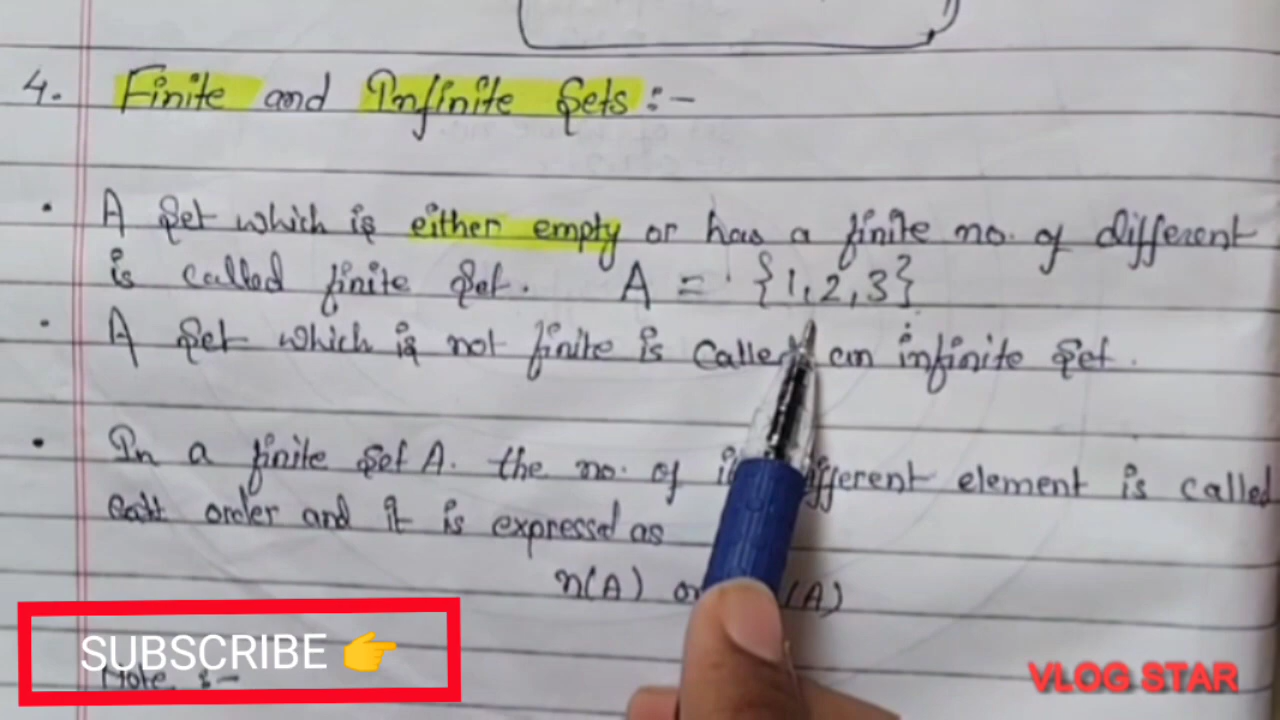 4. Finite and Infinite Sets :-
• A set which is either empty or has a finite no. of different
is called finite set. A = {1,2,3}
• A set which is not finite is called an infinite set.
• In a finite set A. the no. of different element is called
order and it is expressed as
n(A) or (A)
SUBSCRIBE 👉
Note :-
VLOG STAR